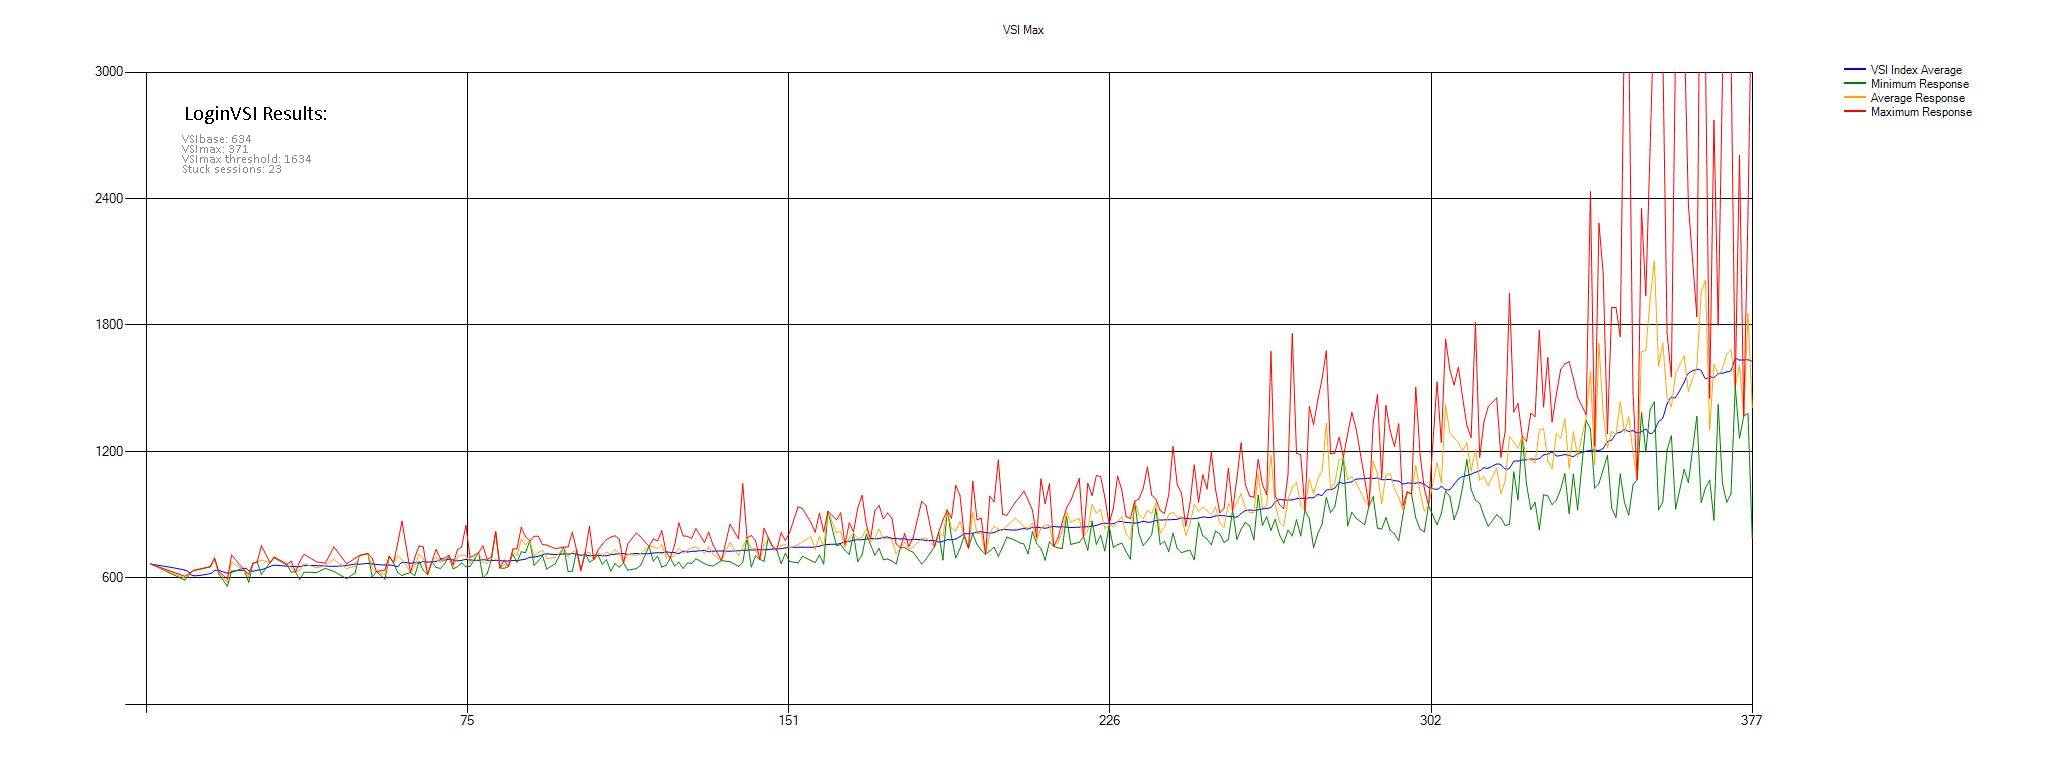 VSI Max
3000
2400
1800
1200
600
LoginVSI Results:
VSIbase: 634
VSImax: 371
VSImax threshold: 1634
Stuck sessions: 23
VSI Index Average
Minimum Response
Average Response
Maximum Response
75
151
226
302
377